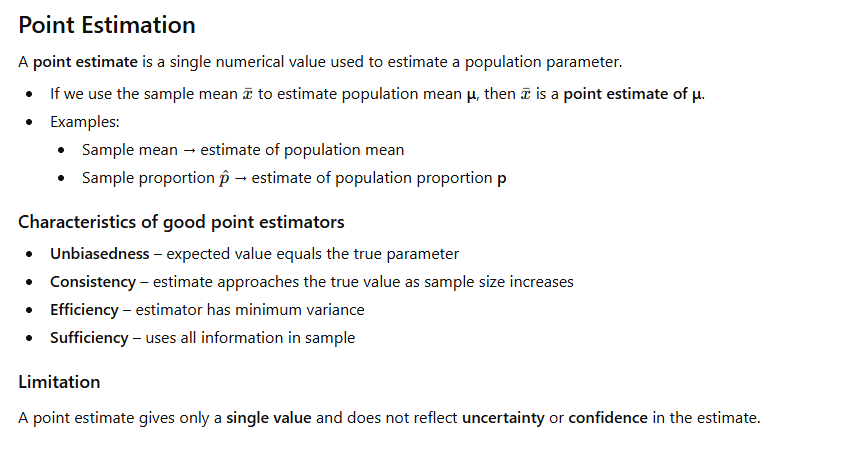 Point Estimation
A point estimate is a single numerical value used to estimate a population parameter.
• If we use the sample mean x̄ to estimate population mean μ, then x̄ is a point estimate of μ.
• Examples:
• Sample mean → estimate of population mean
• Sample proportion p̂ → estimate of population proportion p
Characteristics of good point estimators
• Unbiasedness – expected value equals the true parameter
• Consistency – estimate approaches the true value as sample size increases
• Efficiency – estimator has minimum variance
• Sufficiency – uses all information in sample
Limitation
A point estimate gives only a single value and does not reflect uncertainty or confidence in the estimate.